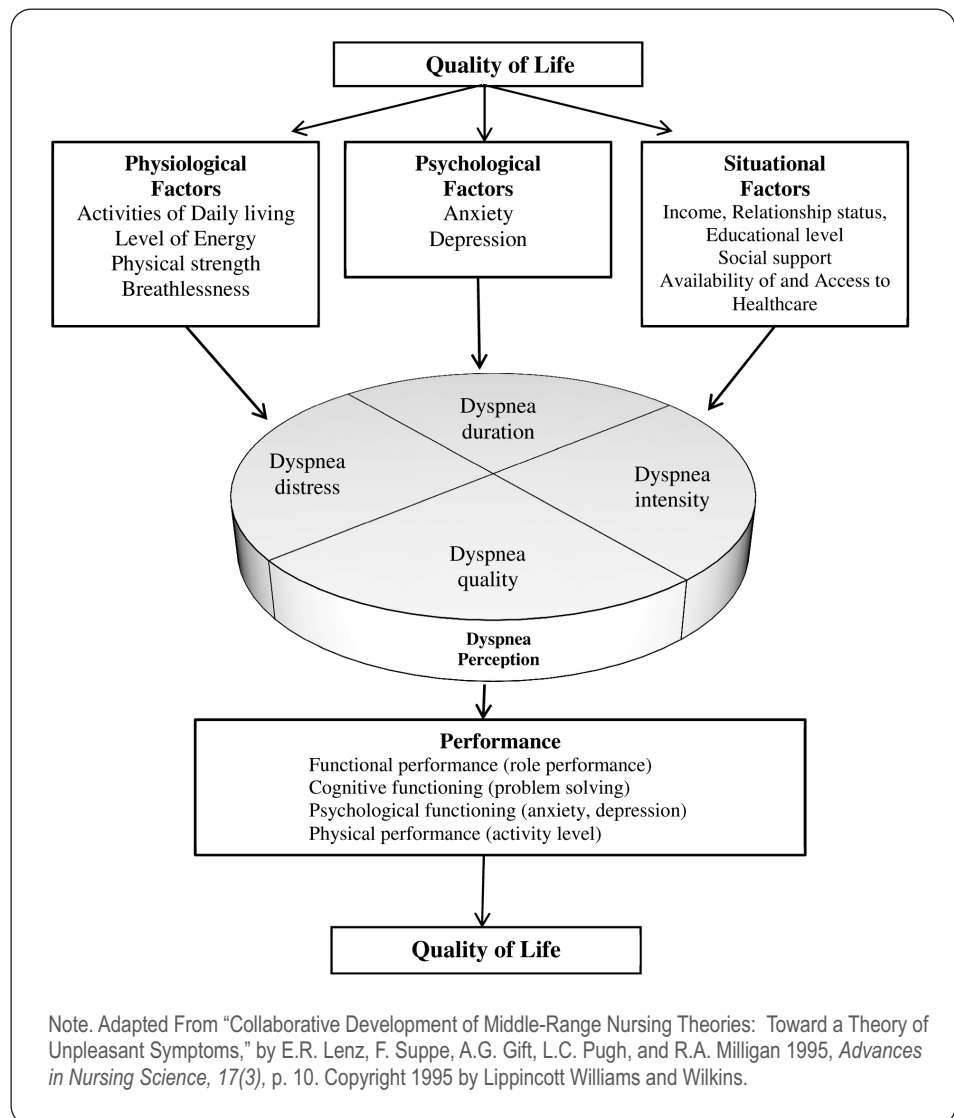 Quality of Life
Physiological
Factors
Activities of Daily living
Level of Energy
Physical strength
Breathlessness
Psychological
Factors
Anxiety
Depression
Situational
Factors
Income, Relationship status,
Educational level
Social support
Availability of and Access to
Healthcare
Dyspnea
duration
Dyspnea
distress
Dyspnea
intensity
Dyspnea
quality
Dyspnea
Perception
Performance
Functional performance (role performance)
Cognitive functioning (problem solving)
Psychological functioning (anxiety, depression)
Physical performance (activity level)
Quality of Life
Note. Adapted From “Collaborative Development of Middle-Range Nursing Theories: Toward a Theory of
Unpleasant Symptoms,” by E.R. Lenz, F. Suppe, A.G. Gift, L.C. Pugh, and R.A. Milligan 1995, Advances
in Nursing Science, 17(3), p. 10. Copyright 1995 by Lippincott Williams and Wilkins.